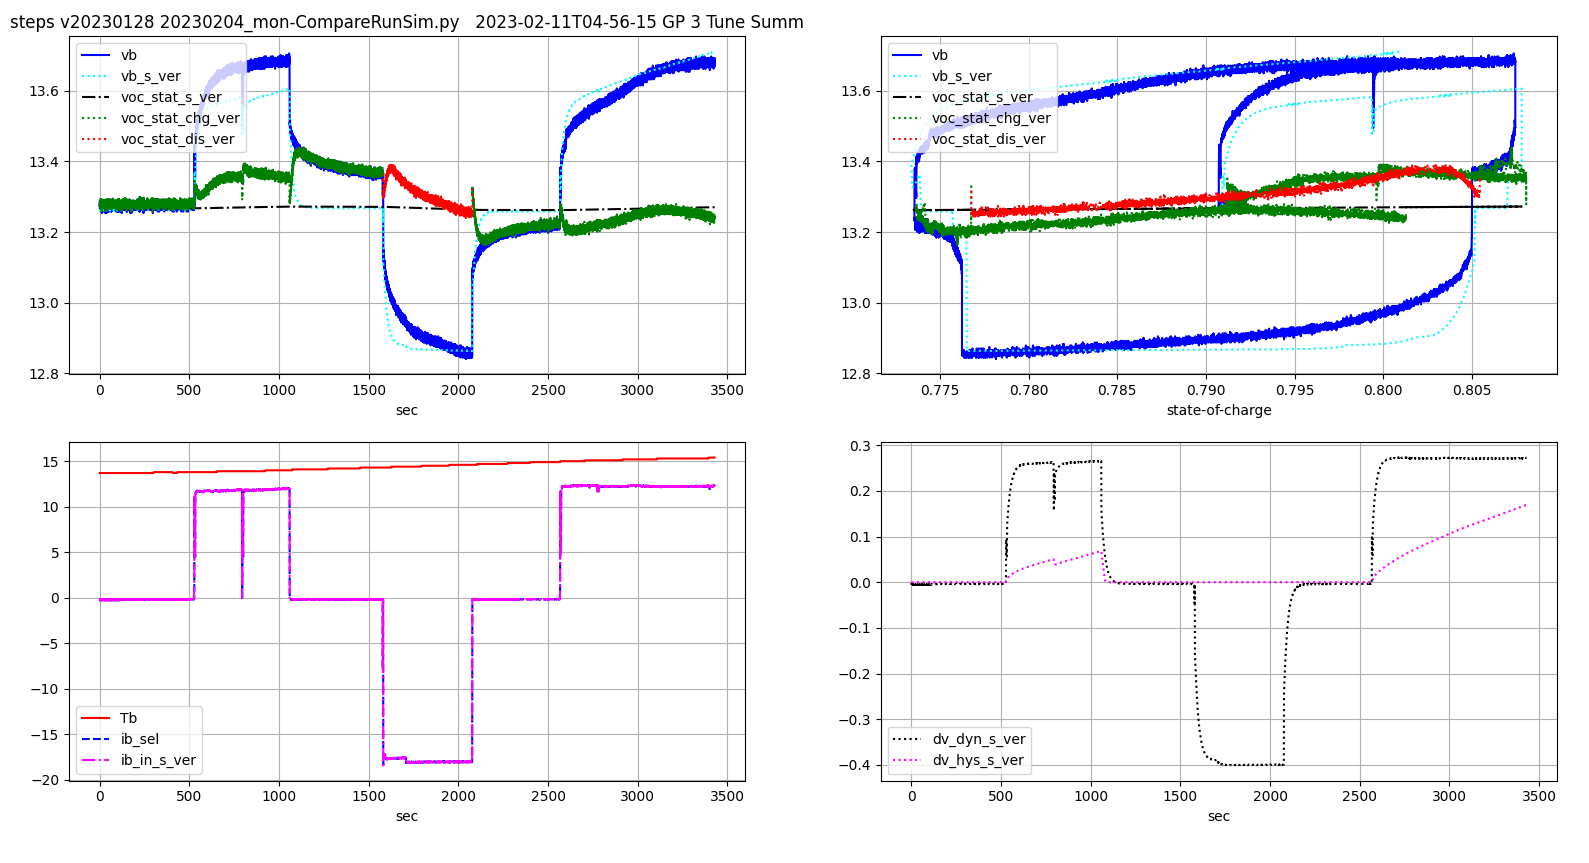 steps v20230128 20230204_mon-CompareRunSim.py   2023-02-11T04-56-15 GP 3 Tune Summ
vb
vb_s_ver
voc_stat_s_ver
voc_stat_chg_ver
voc_stat_dis_ver
13.6
13.4
13.2
13.0
12.8
0 500 1000 1500 2000 2500 3000 3500
sec
vb
vb_s_ver
voc_stat_s_ver
voc_stat_chg_ver
voc_stat_dis_ver
13.6
13.4
13.2
13.0
12.8
0.775 0.780 0.785 0.790 0.795 0.800 0.805
state-of-charge
15
10
5
0
−5
−10
−15
−20
Tb
ib_sel
ib_in_s_ver
0 500 1000 1500 2000 2500 3000 3500
sec
0.3
0.2
0.1
0.0
−0.1
−0.2
−0.3
−0.4
dv_dyn_s_ver
dv_hys_s_ver
0 500 1000 1500 2000 2500 3000 3500
sec